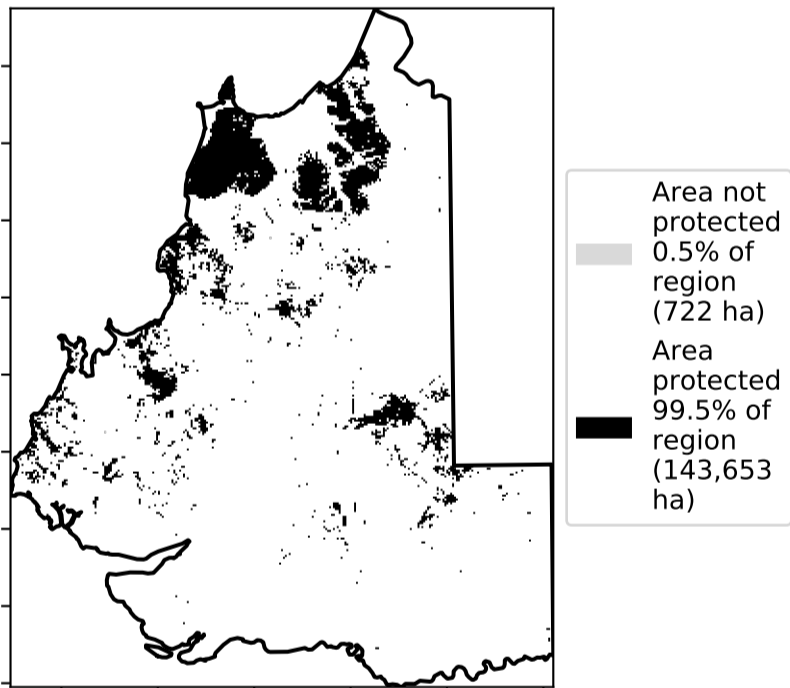 Area not
protected
0.5% of
region
(722 ha)
Area
protected
99.5% of
region
(143,653
ha)